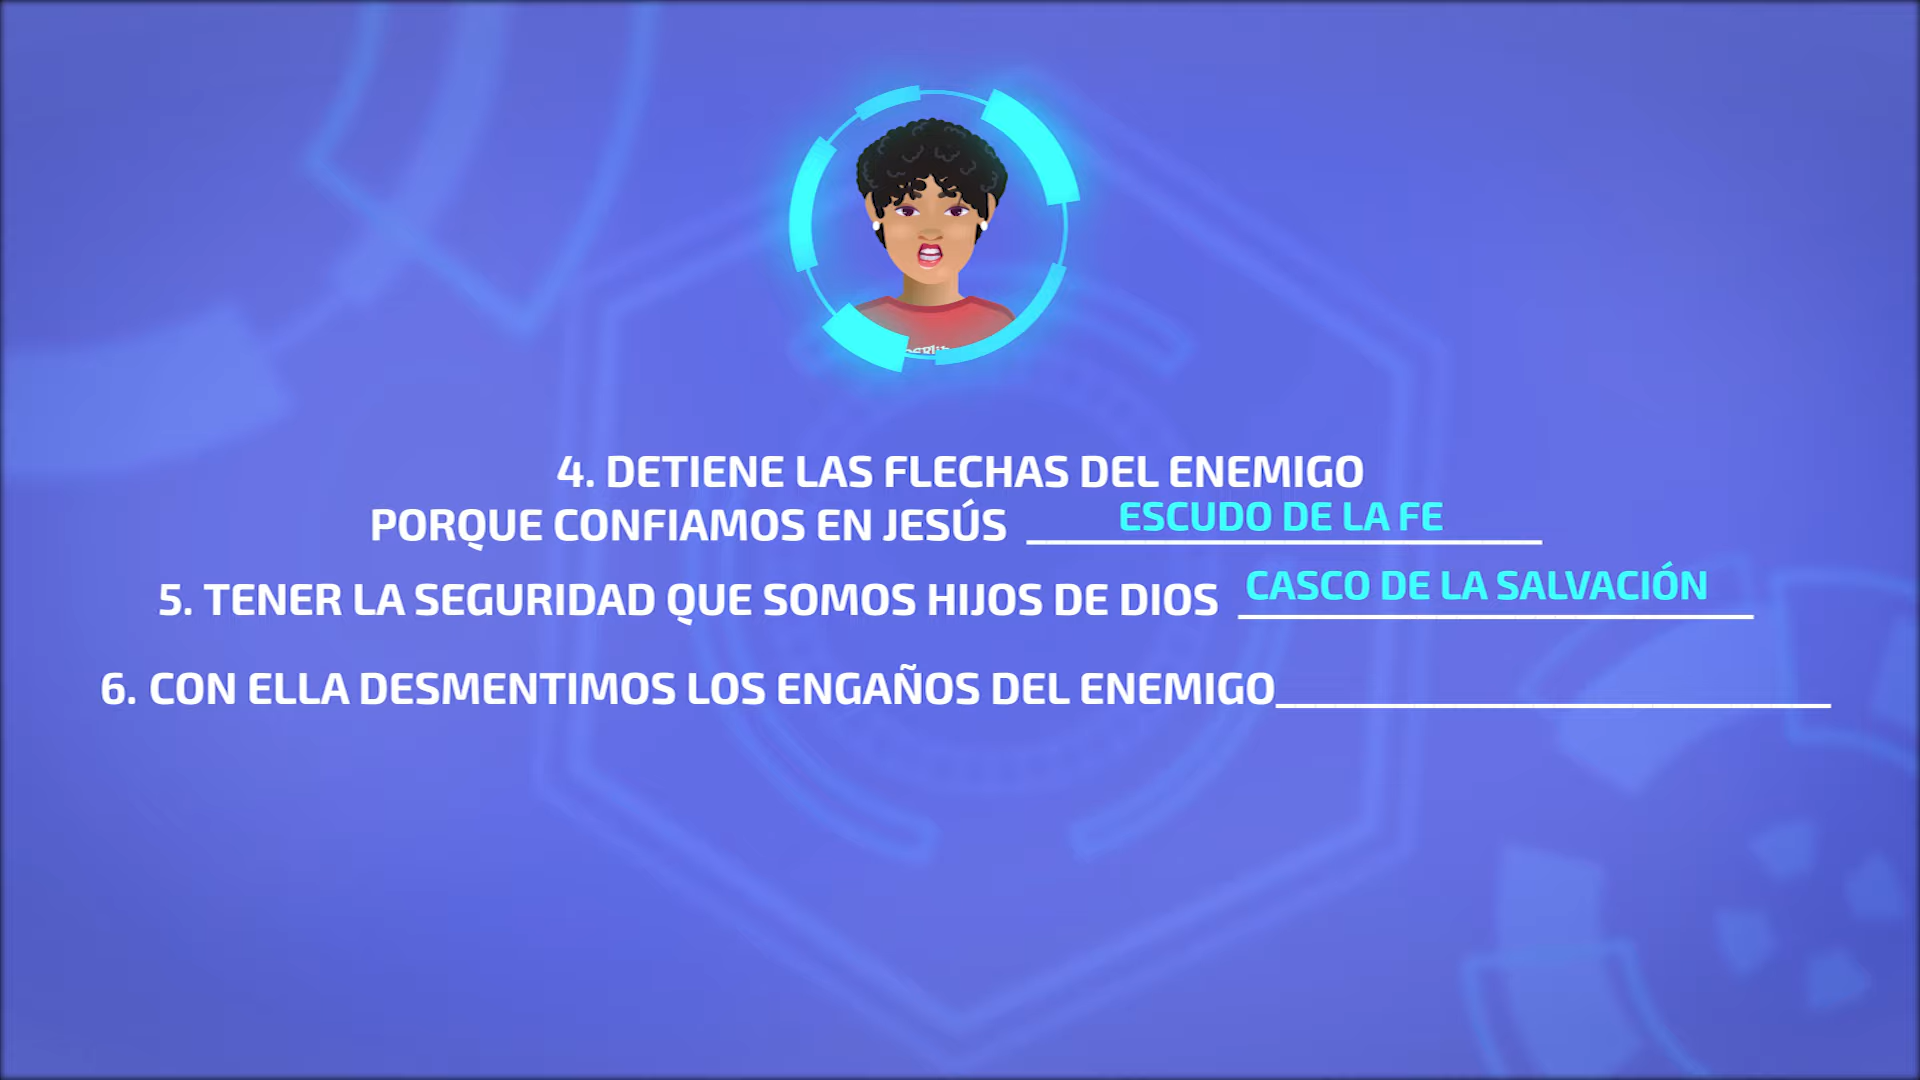 4. DETIENE LAS FLECHAS DEL ENEMIGO
PORQUE CONFIAMOS EN JESÚS ESCUDO DE LA FE
5. TENER LA SEGURIDAD QUE SOMOS HIJOS DE DIOS CASCO DE LA SALVACIÓN
6. CON ELLA DESMENTIMOS LOS ENGAÑOS DEL ENEMIGO